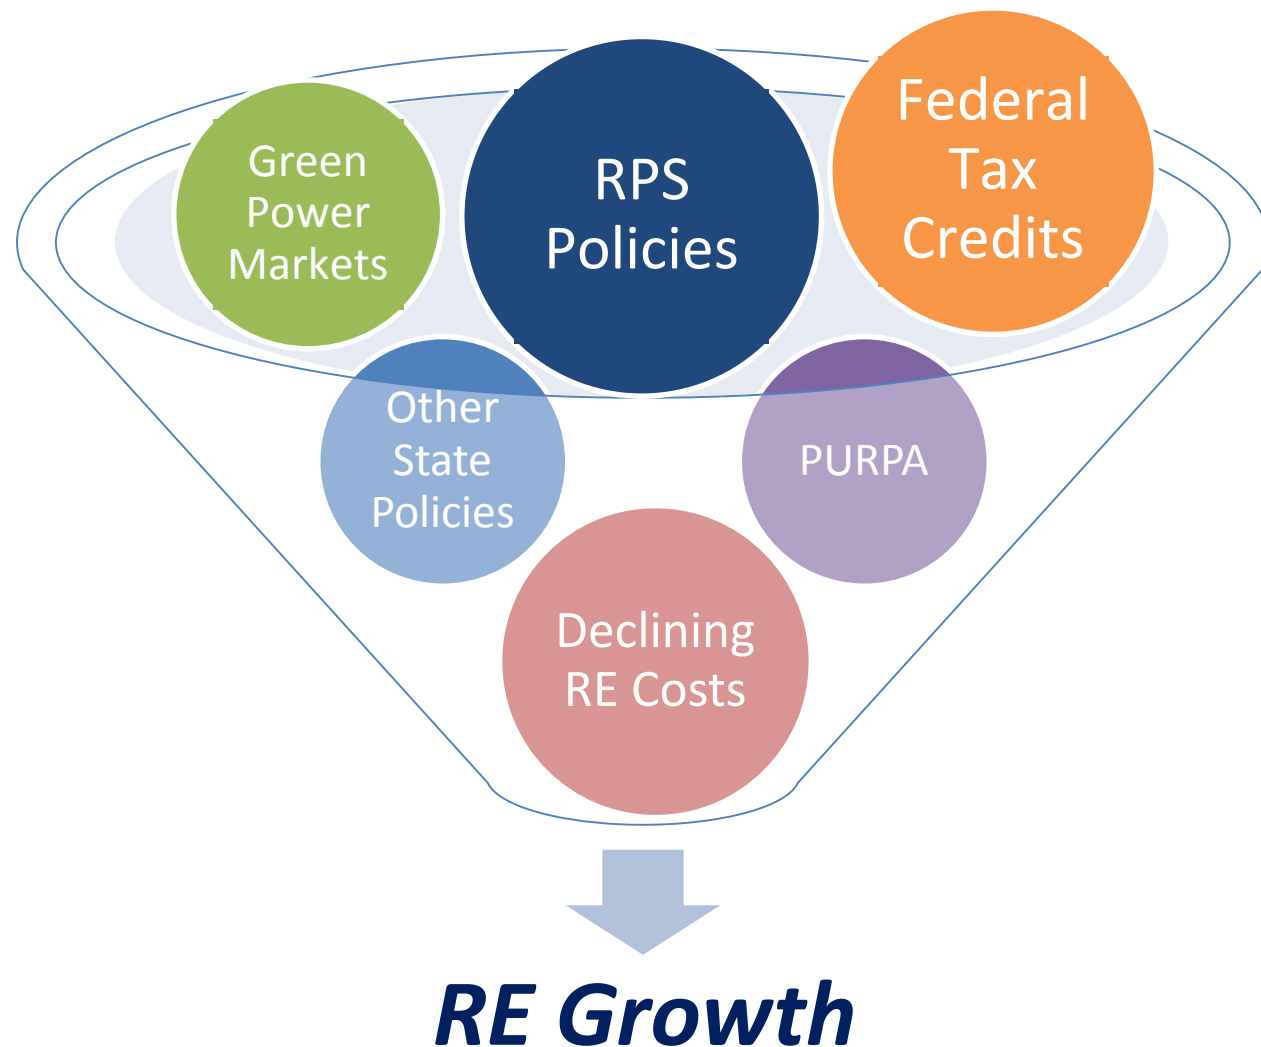 Green
Power
Markets
RPS
Policies
Federal
Tax
Credits
Other
State
Policies
PURPA
Declining
RE Costs
RE Growth